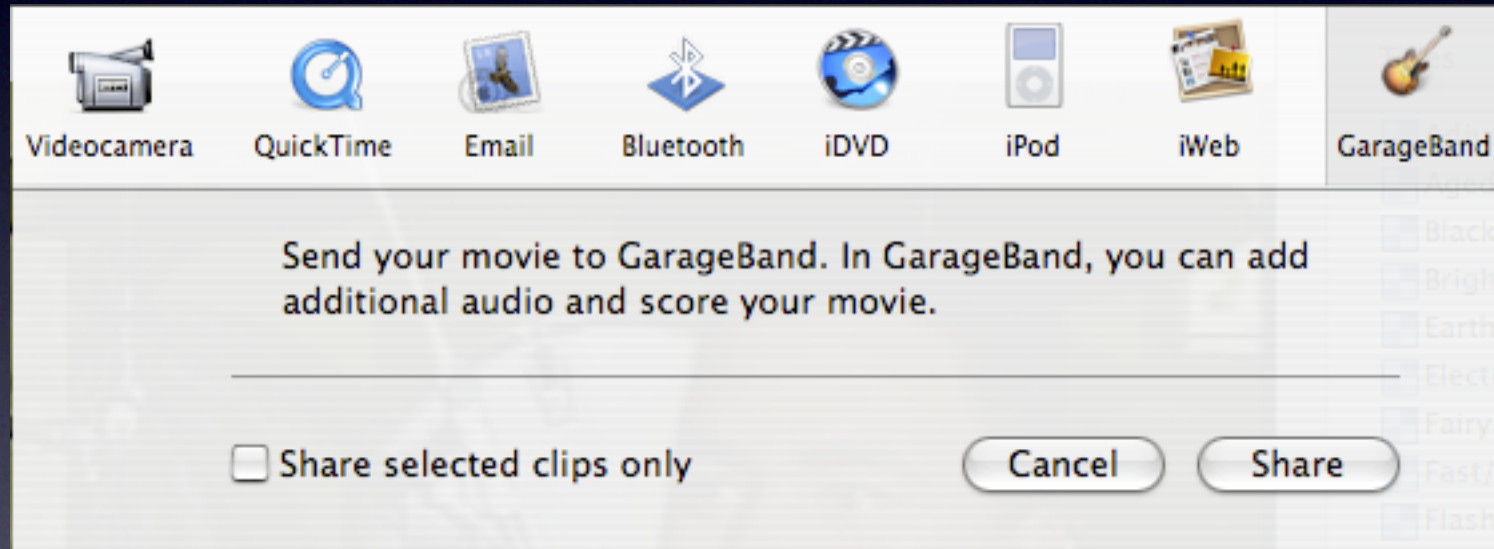 Videocamera QuickTime Email Bluetooth iDVD iPod iWeb GarageBand
Send your movie to GarageBand. In GarageBand, you can add
additional audio and score your movie.
Share selected clips only Cancel Share